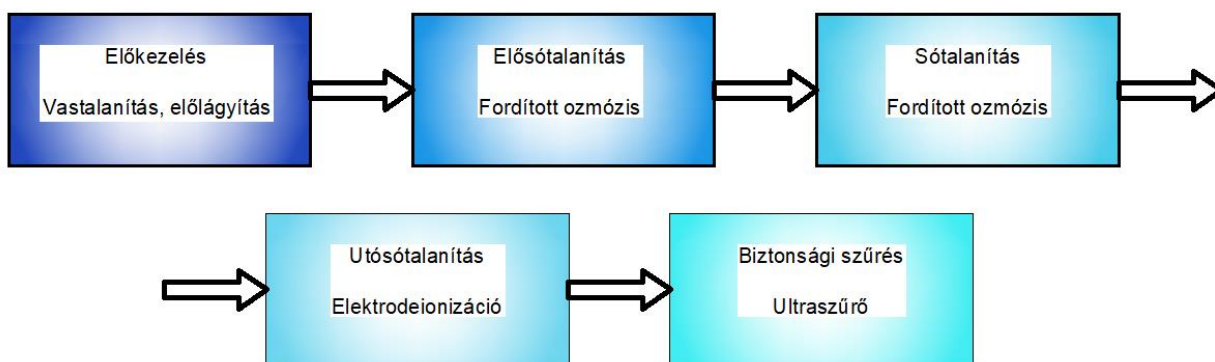 Előkezelés
Vastalanítás, előlágyítás
Elősótalanítás
Fordított ozmózis
Sótalanítás
Fordított ozmózis
Utósótalanítás
Elektrodeionizáció
Biztonsági szűrés
Ultraszűrő